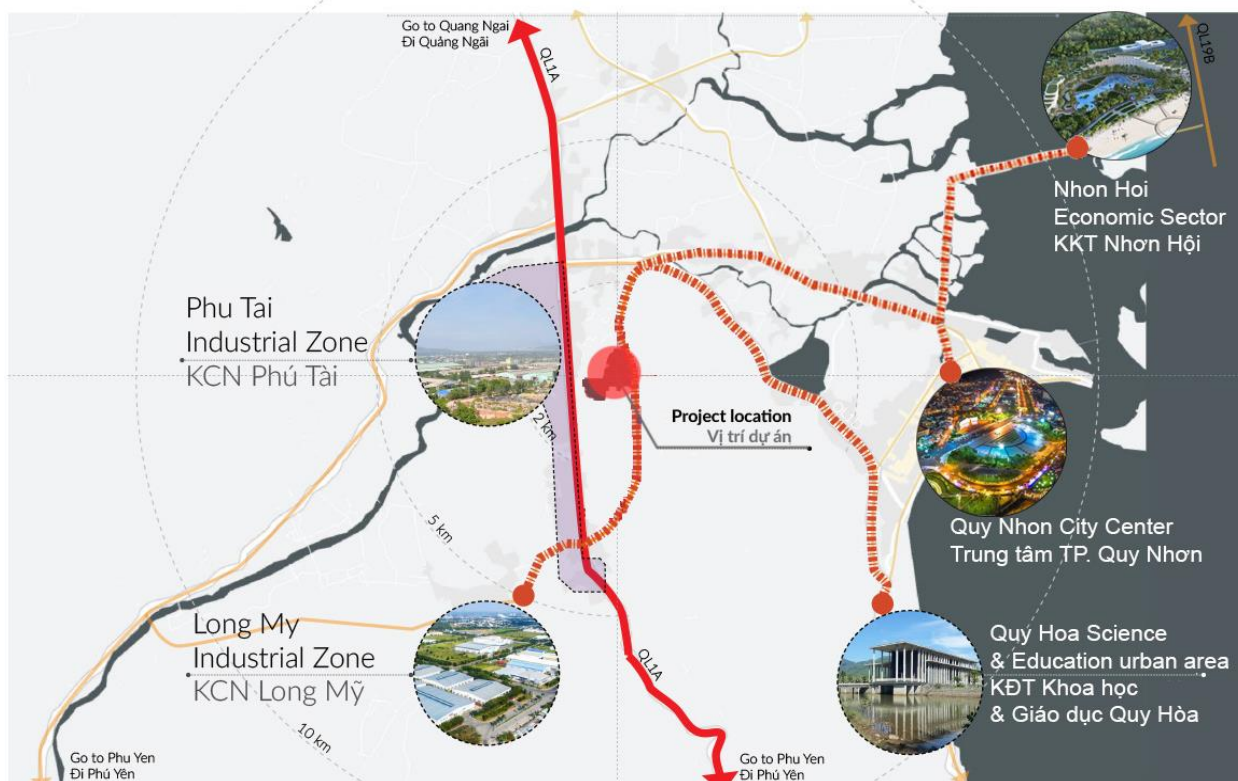 Go to Quang Ngai
Đi Quảng Ngãi
QL1A
QL19B
Nhon Hoi
Economic Sector
KKT Nhơn Hội
Phu Tai
Industrial Zone
KCN Phú Tài
2 km
Project location
Vị trí dự án
5 km
Quy Nhon City Center
Trung tâm TP. Quy Nhơn
Long My
Industrial Zone
KCN Long Mỹ
QL1A
Quy Hoa Science
& Education urban area
KĐT Khoa học
& Giáo dục Quy Hòa
10 km
Go to Phu Yen
Đi Phú Yên
Go to Phu Yen
Đi Phú Yên